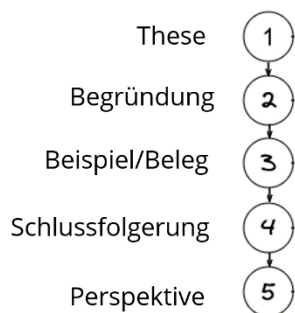 These 1
Begründung 2
Beispiel/Beleg 3
Schlussfolgerung 4
Perspektive 5